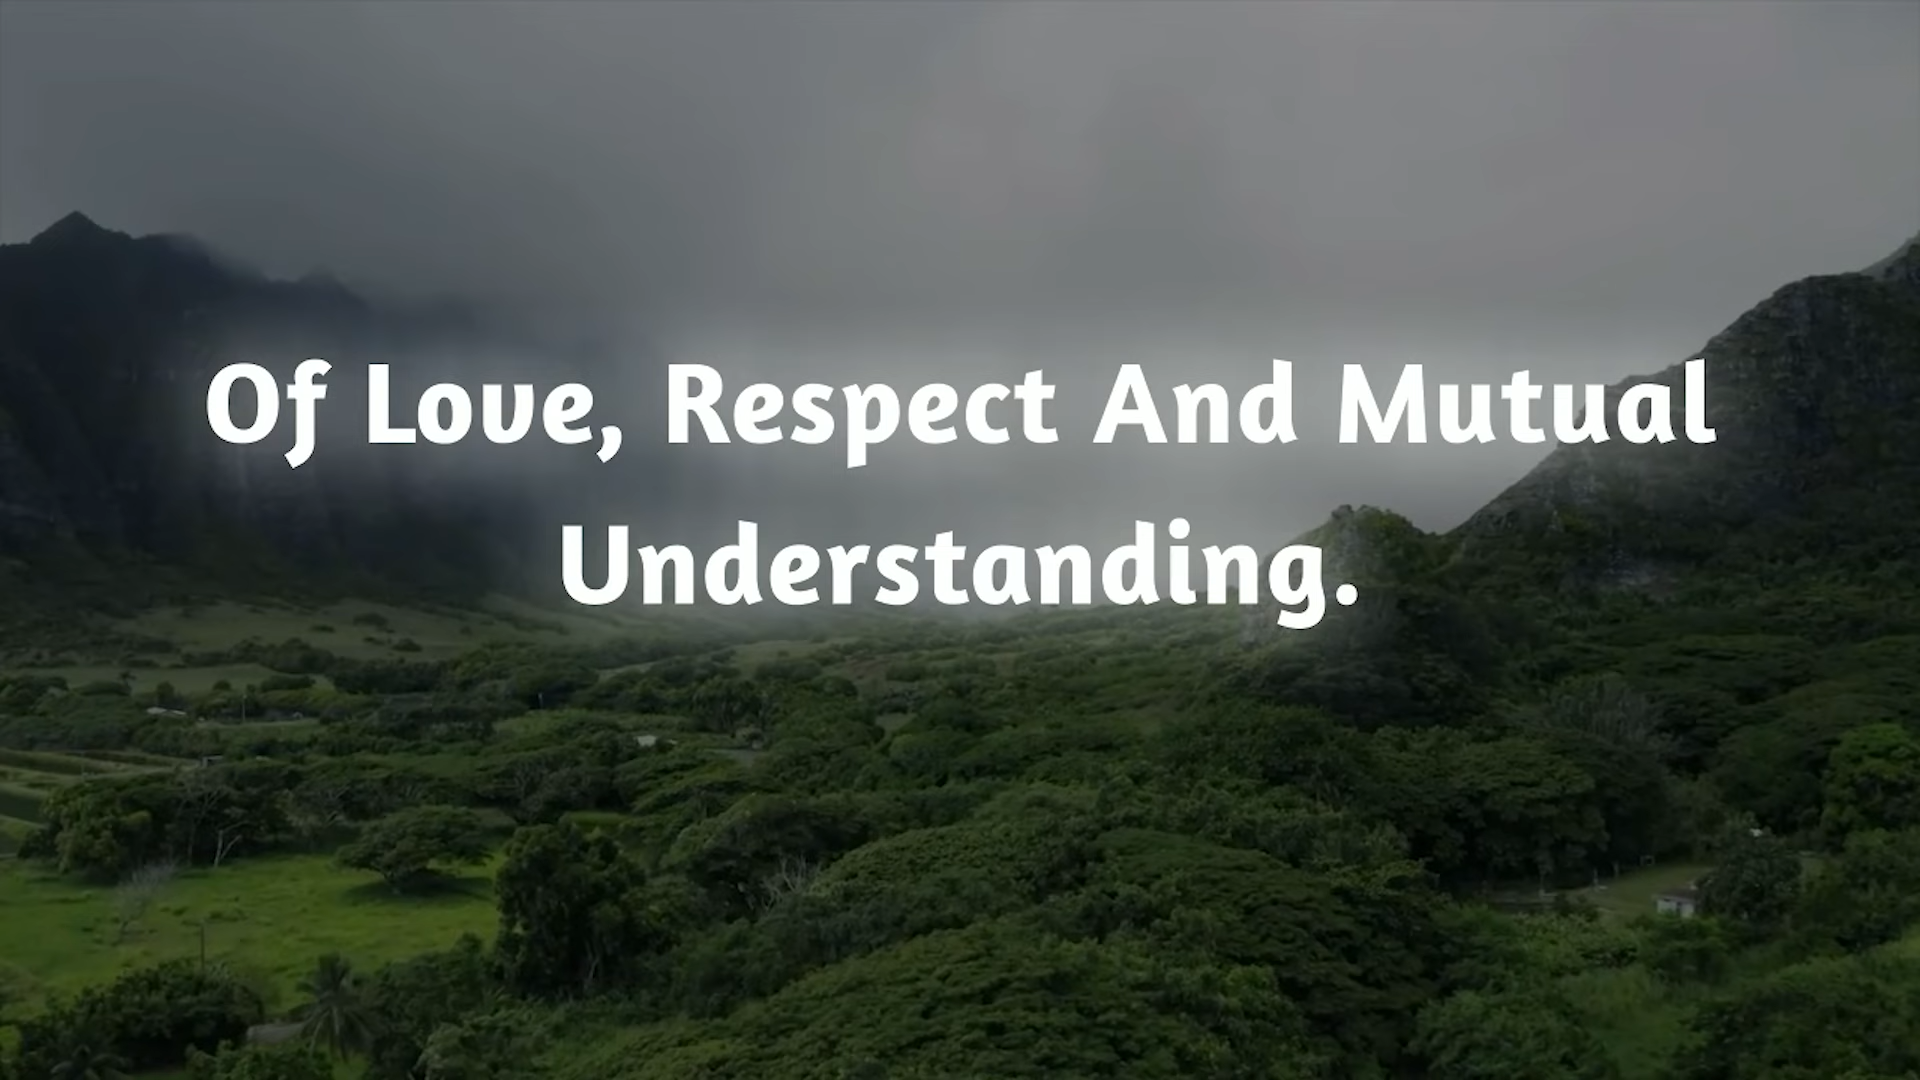 Of Love, Respect And Mutual
Understanding.